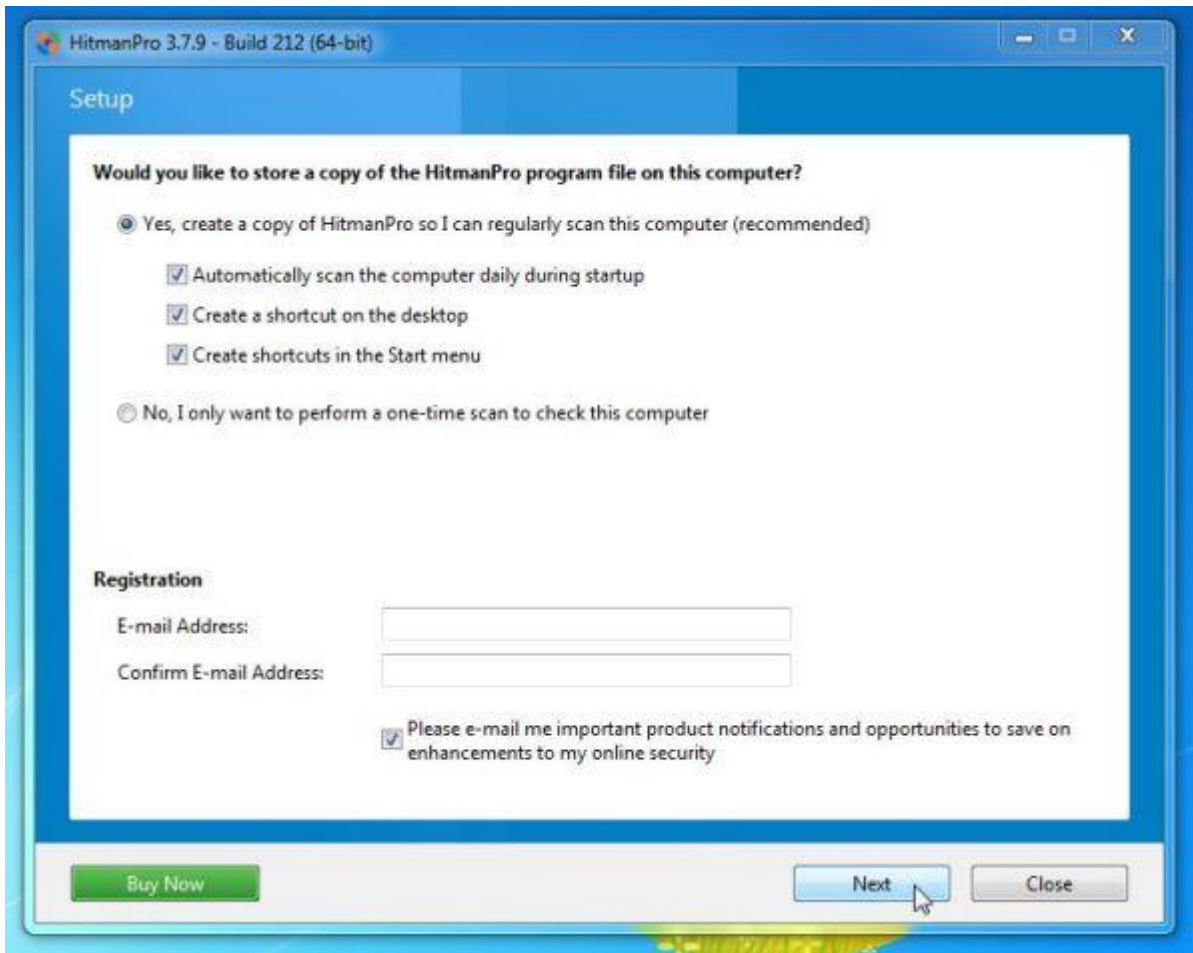 HitmanPro 3.7.9 - Build 212 (64-bit)
Setup
Would you like to store a copy of the HitmanPro program file on this computer?
Yes, create a copy of HitmanPro so I can regularly scan this computer (recommended)
Automatically scan the computer daily during startup
Create a shortcut on the desktop
Create shortcuts in the Start menu
No, I only want to perform a one-time scan to check this computer
Registration
E-mail Address:
Confirm E-mail Address:
Please e-mail me important product notifications and opportunities to save on
enhancements to my online security
Buy Now
Next
Close